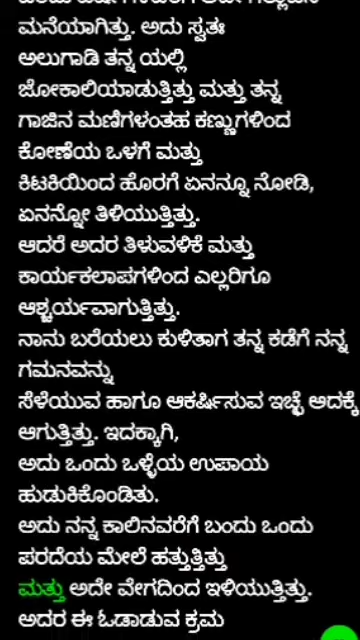 ಮನೆಯಾಗಿತ್ತು. ಅದು ಸ್ವತಃ
ಅಲುಗಾಡಿ ತನ್ನ ಯಲ್ಲಿ
ಜೋಕಾಲಿಯಾಡುತ್ತಿತ್ತು ಮತ್ತು ತನ್ನ
ಗಾಜಿನ ಮಣಿಗಳಂತಹ ಕಣ್ಣುಗಳಿಂದ
ಕೋಣೆಯ ಒಳಗೆ ಮತ್ತು
ಕಿಟಕಿಯಿಂದ ಹೊರಗೆ ಏನನ್ನೂ ನೋಡಿ,
ಏನನ್ನೋ ತಿಳಿಯುತ್ತಿತ್ತು.
ಆದರೆ ಅದರ ತಿಳುವಳಿಕೆ ಮತ್ತು
ಕಾರ್ಯಕಲಾಪಗಳಿಂದ ಎಲ್ಲರಿಗೂ
ಆಶ್ಚರ್ಯವಾಗುತ್ತಿತ್ತು.
ನಾನು ಬರೆಯಲು ಕುಳಿತಾಗ ತನ್ನ ಕಡೆಗೆ ನನ್ನ
ಗಮನವನ್ನು
ಸೆಳೆಯುವ ಹಾಗೂ ಆಕರ್ಷಿಸುವ ಇಚ್ಛೆ ಅದಕ್ಕೆ
ಆಗುತ್ತಿತ್ತು. ಇದಕ್ಕಾಗಿ,
ಅದು ಒಂದು ಒಳ್ಳೆಯ ಉಪಾಯ
ಹುಡುಕಿಕೊಂಡಿತು.
ಅದು ನನ್ನ ಕಾಲಿನವರೆಗೆ ಬಂದು ಒಂದು
ಪರದೆಯ ಮೇಲೆ ಹತ್ತುತ್ತಿತ್ತು
ಮತ್ತು ಅದೇ ವೇಗದಿಂದ ಇಳಿಯುತ್ತಿತ್ತು.
ಅದರ ಈ ಓಡಾಡುವ ಕ್ರಮ